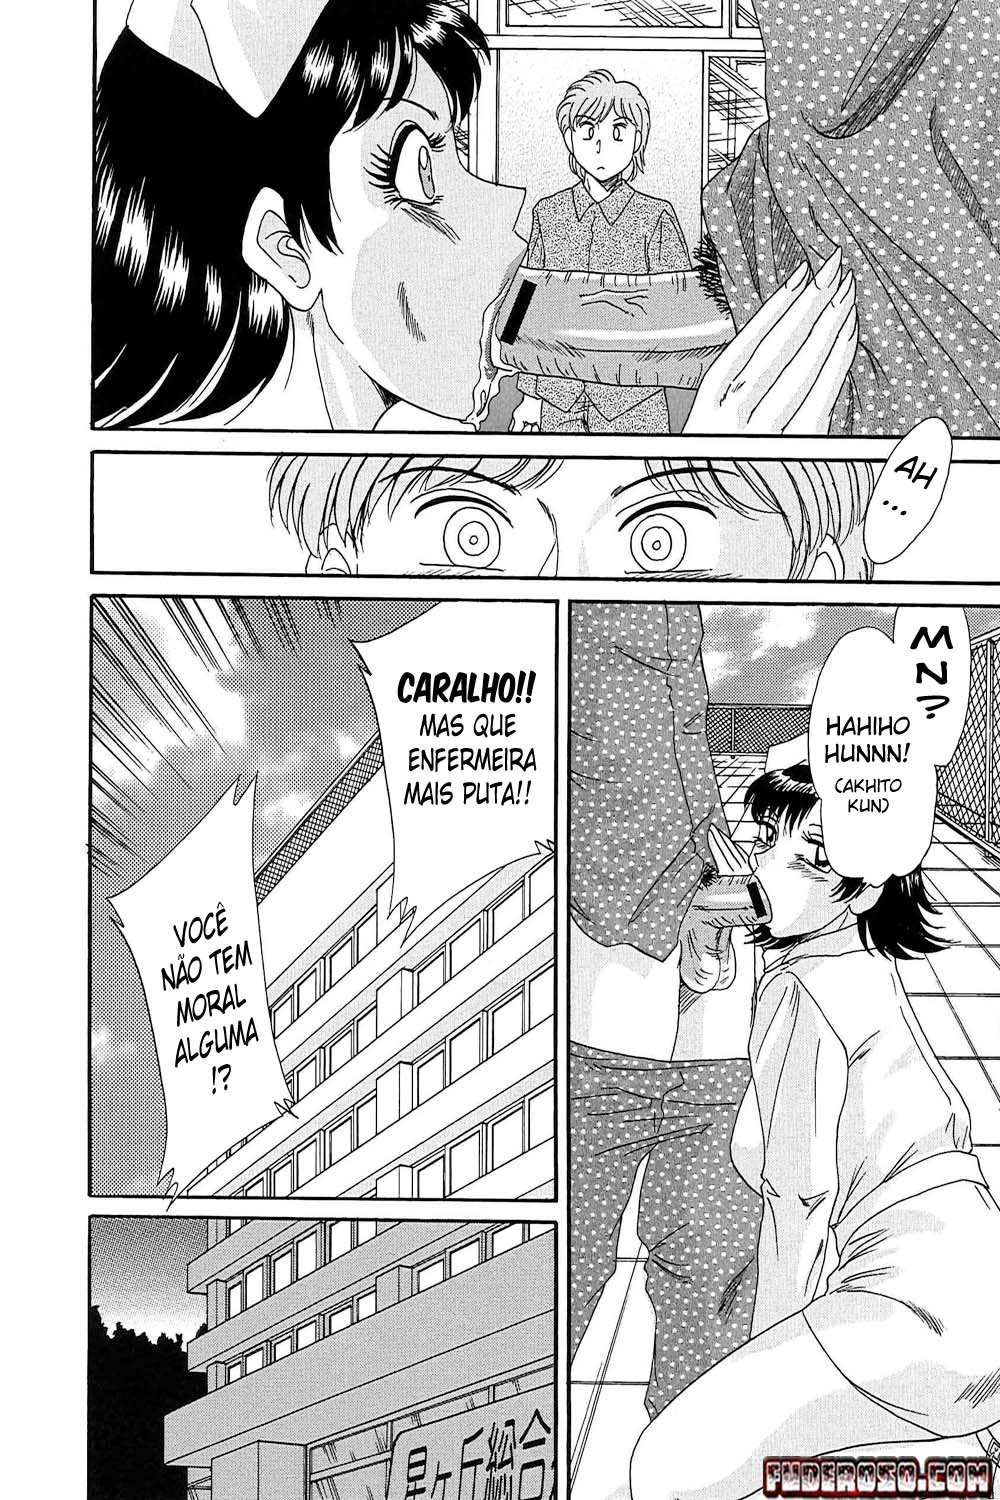 AH
...
MN?
HAHIHO
HUNNN!
(AKHITO
KUN)
CARALHO!!
MAS QUE
ENFERMEIRA
MAIS PUTA!!
VOCÊ
NÃO TEM
MORAL
ALGUMA
!?
星ヶ丘総合
FUDEROSO.COM